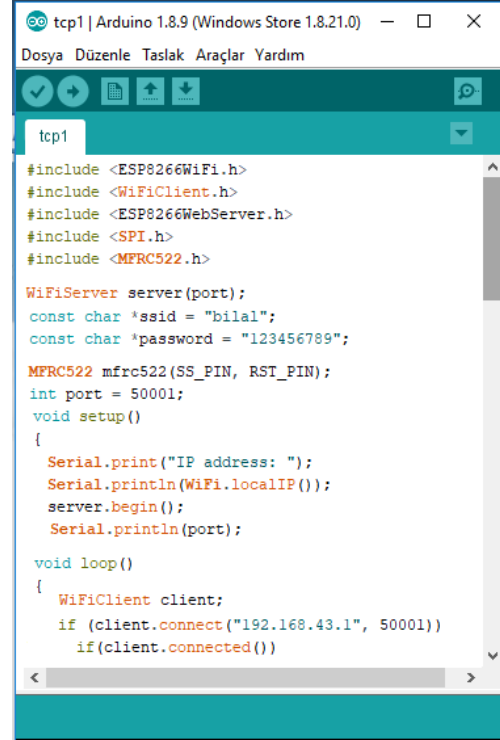 tcp1 | Arduino 1.8.9 (Windows Store 1.8.21.0)
Dosya Düzenle Taslak Araçlar Yardım
tcp1
#include <ESP8266WiFi.h>
#include <WiFiClient.h>
#include <ESP8266WebServer.h>
#include <SPI.h>
#include <MFRC522.h>
WiFiServer server(port);
const char *ssid = "bilal";
const char *password = "123456789";
MFRC522 mfrc522(SS_PIN, RST_PIN);
int port = 50001;
void setup()
{
Serial.print("IP address: ");
Serial.println(WiFi.localIP());
server.begin();
Serial.println(port);
void loop()
{
WiFiClient client;
if (client.connect("192.168.43.1", 50001))
if(client.connected())